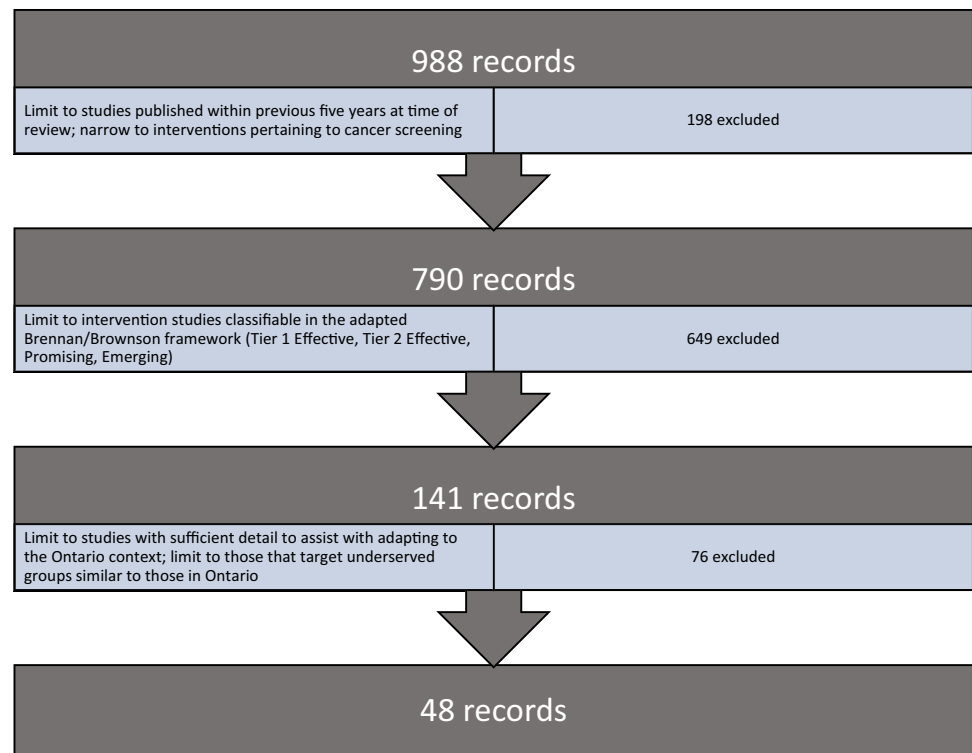 988 records
Limit to studies published within previous five years at time of
review; narrow to interventions pertaining to cancer screening
198 excluded
790 records
Limit to intervention studies classifiable in the adapted
Brennan/Brownson framework (Tier 1 Effective, Tier 2 Effective,
Promising, Emerging)
649 excluded
141 records
Limit to studies with sufficient detail to assist with adapting to
the Ontario context; limit to those that target underserved
groups similar to those in Ontario
76 excluded
48 records